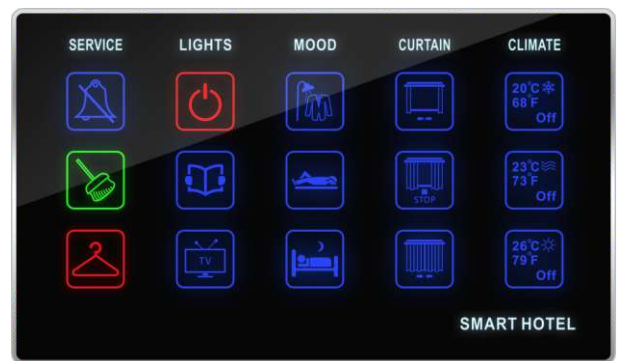 SERVICE LIGHTS MOOD CURTAIN CLIMATE
20°C
68°F
Off
STOP
23°C
73°F
Off
TV
26°C
79°F
Off
SMART HOTEL